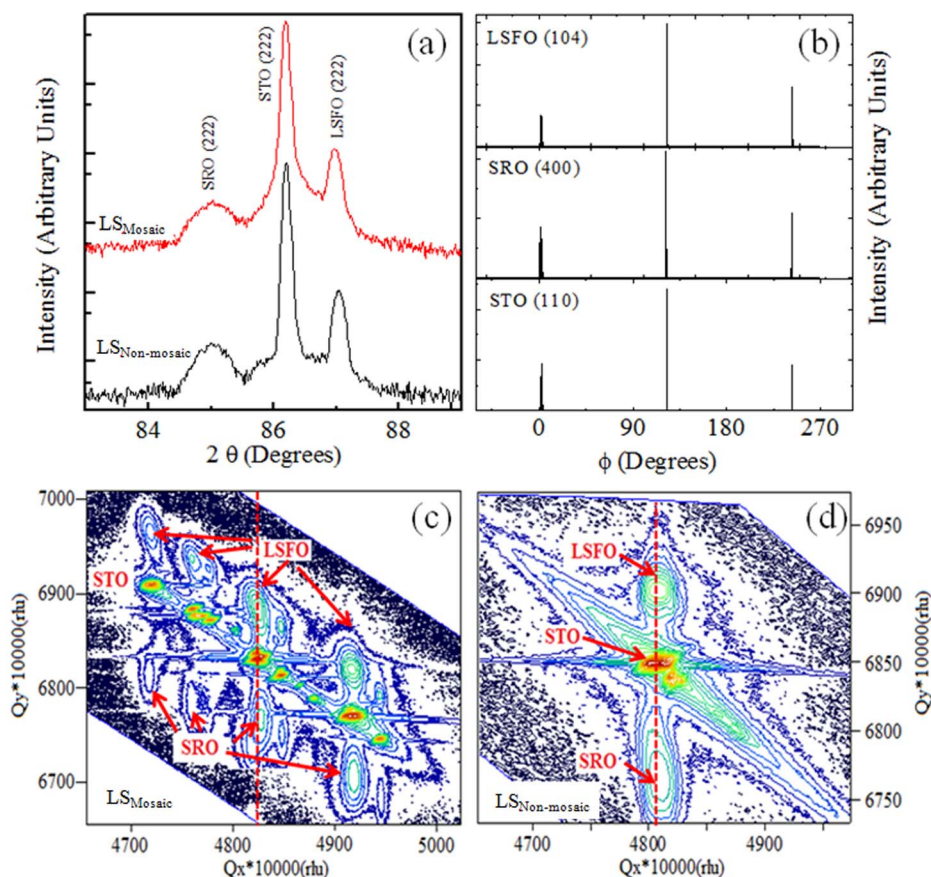 (a)
Intensity (Arbitrary Units)
SRO (222)
STO (222)
LSFO (222)
LSMosaic
LSNon-mosaic
84 86 88
2 θ (Degrees)
(b)
LSFO (104)
SRO (400)
STO (110)
Intensity (Arbitrary Units)
0 90 180 270
ϕ (Degrees)
(c)
7000
6900
6800
6700
Qy*10000(rlu)
LSFO
STO
SRO
LSMosaic
4700 4800 4900 5000
Qx*10000(rlu)
(d)
LSFO
STO
SRO
LSNon-mosaic
6950
6900
6850
6800
6750
Qy*10000(rlu)
4700 4800 4900
Qx*10000(rlu)